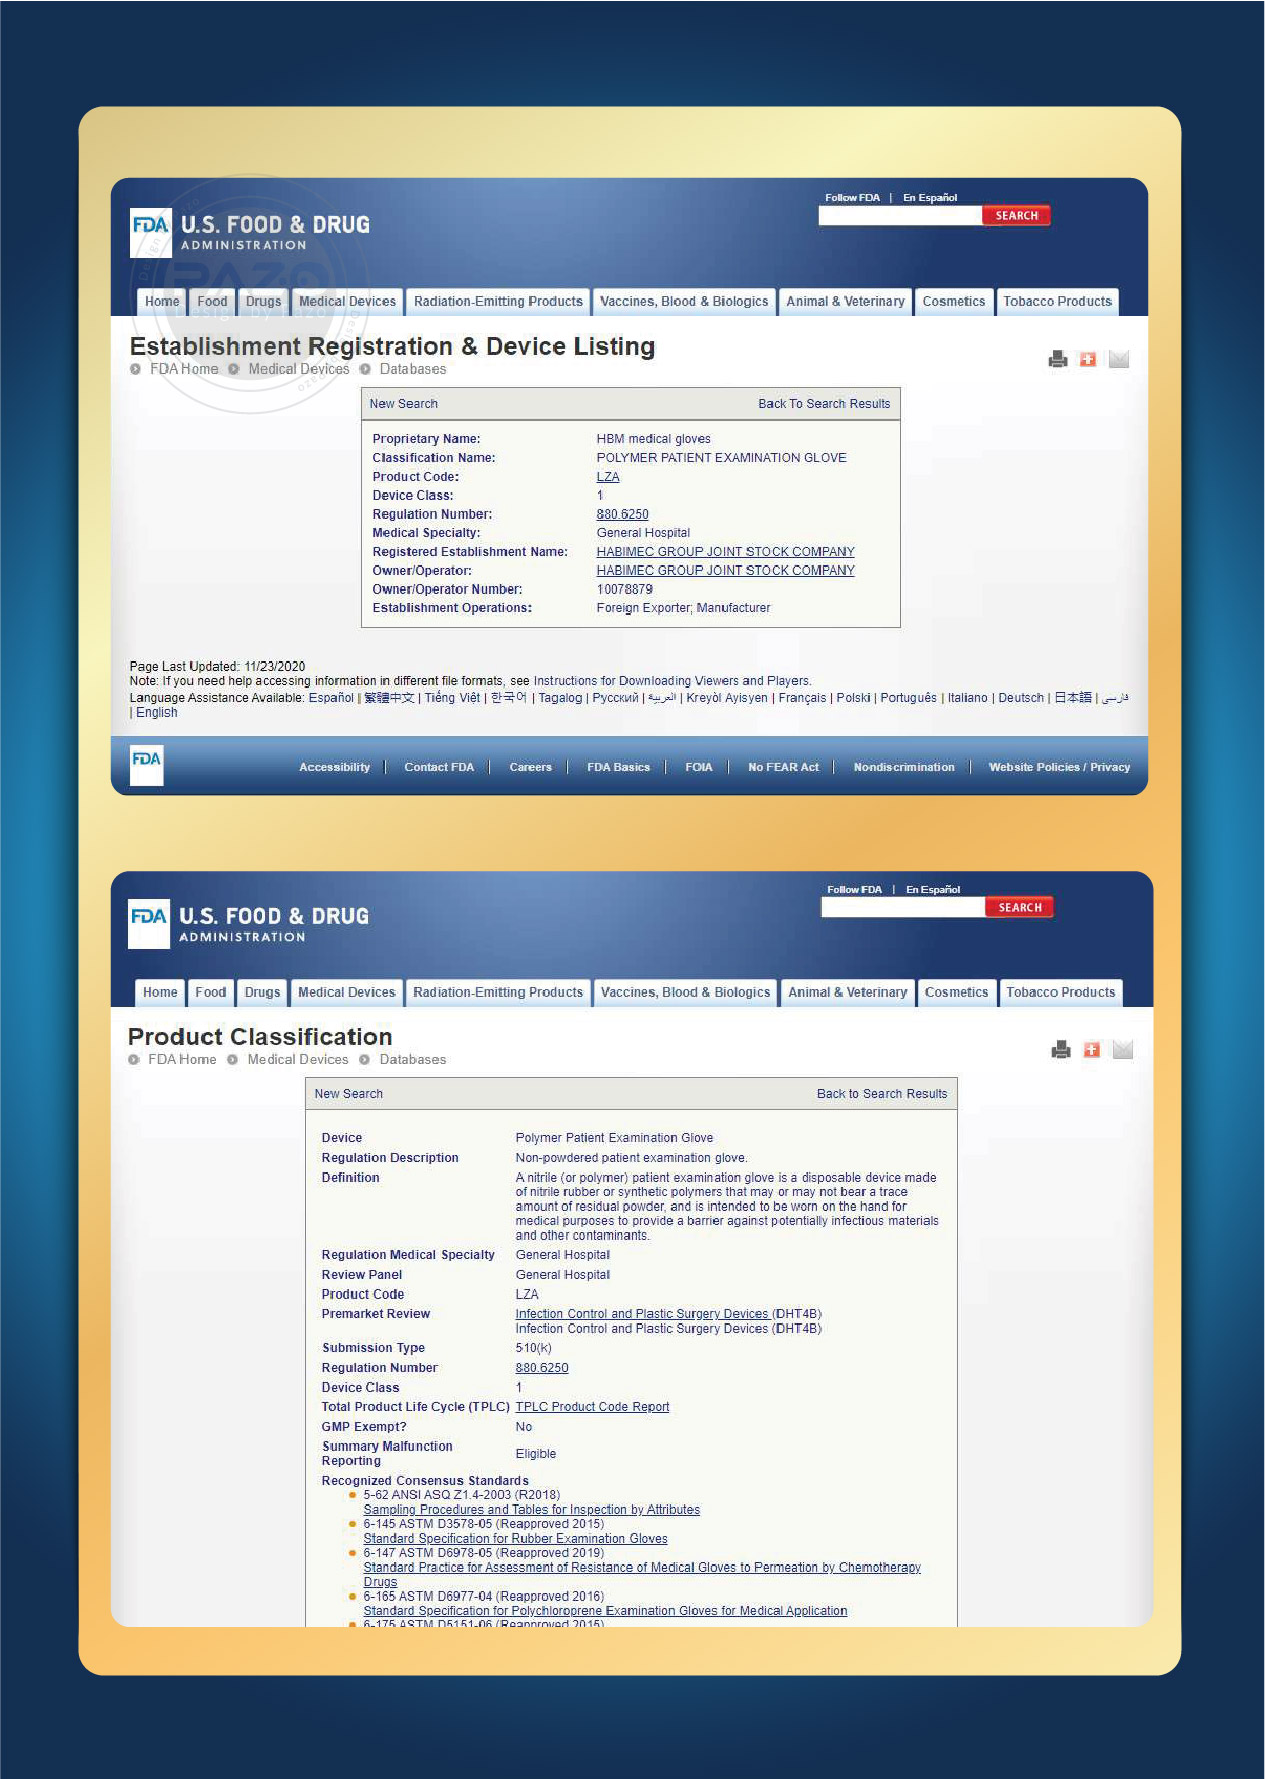 Follow FDA | En Español
FDA U.S. FOOD & DRUG
ADMINISTRATION
SEARCH
PAZO
Design by Pazo
Home Food Drugs Medical Devices Radiation-Emitting Products Vaccines, Blood & Biologics Animal & Veterinary Cosmetics Tobacco Products
Establishment Registration & Device Listing
FDA Home Medical Devices Databases
New Search Back To Search Results
Proprietary Name: HBM medical gloves
Classification Name: POLYMER PATIENT EXAMINATION GLOVE
Product Code: LZA
Device Class: 1
Regulation Number: 880.6250
Medical Specialty: General Hospital
Registered Establishment Name: HABIMEC GROUP JOINT STOCK COMPANY
Owner/Operator: HABIMEC GROUP JOINT STOCK COMPANY
Owner/Operator Number: 10078879
Establishment Operations: Foreign Exporter; Manufacturer
Page Last Updated: 11/23/2020
Note: If you need help accessing information in different file formats, see Instructions for Downloading Viewers and Players.
Language Assistance Available: Español | 繁體中文 | Tiếng Việt | 한국어 | Tagalog | Русский | العربية | Kreyòl Ayisyen | Français | Polski | Português | Italiano | Deutsch | 日本語 | فارسی
| English
FDA
Accessibility Contact FDA Careers FDA Basics FOIA No FEAR Act Nondiscrimination Website Policies / Privacy
Follow FDA | En Español
FDA U.S. FOOD & DRUG
ADMINISTRATION
SEARCH
Home Food Drugs Medical Devices Radiation-Emitting Products Vaccines, Blood & Biologics Animal & Veterinary Cosmetics Tobacco Products
Product Classification
FDA Home Medical Devices Databases
New Search Back to Search Results
Device Polymer Patient Examination Glove
Regulation Description Non-powdered patient examination glove.
Definition A nitrile (or polymer) patient examination glove is a disposable device made
of nitrile rubber or synthetic polymers that may or may not bear a trace
amount of residual powder, and is intended to be worn on the hand for
medical purposes to provide a barrier against potentially infectious materials
and other contaminants.
Regulation Medical Specialty General Hospital
Review Panel General Hospital
Product Code LZA
Premarket Review Infection Control and Plastic Surgery Devices (DHT4B)
Infection Control and Plastic Surgery Devices (DHT4B)
Submission Type 510(k)
Regulation Number 880.6250
Device Class 1
Total Product Life Cycle (TPLC) TPLC Product Code Report
GMP Exempt? No
Summary Malfunction
Reporting Eligible
Recognized Consensus Standards
5-62 ANSI ASQ Z1.4-2003 (R2018)
Sampling Procedures and Tables for Inspection by Attributes
6-145 ASTM D3578-05 (Reapproved 2015)
Standard Specification for Rubber Examination Gloves
6-147 ASTM D6978-05 (Reapproved 2019)
Standard Practice for Assessment of Resistance of Medical Gloves to Permeation by Chemotherapy
Drugs
6-165 ASTM D6977-04 (Reapproved 2016)
Standard Specification for Polychloroprene Examination Gloves for Medical Application
6-175 ASTM D5151-06 (Reapproved 2015)